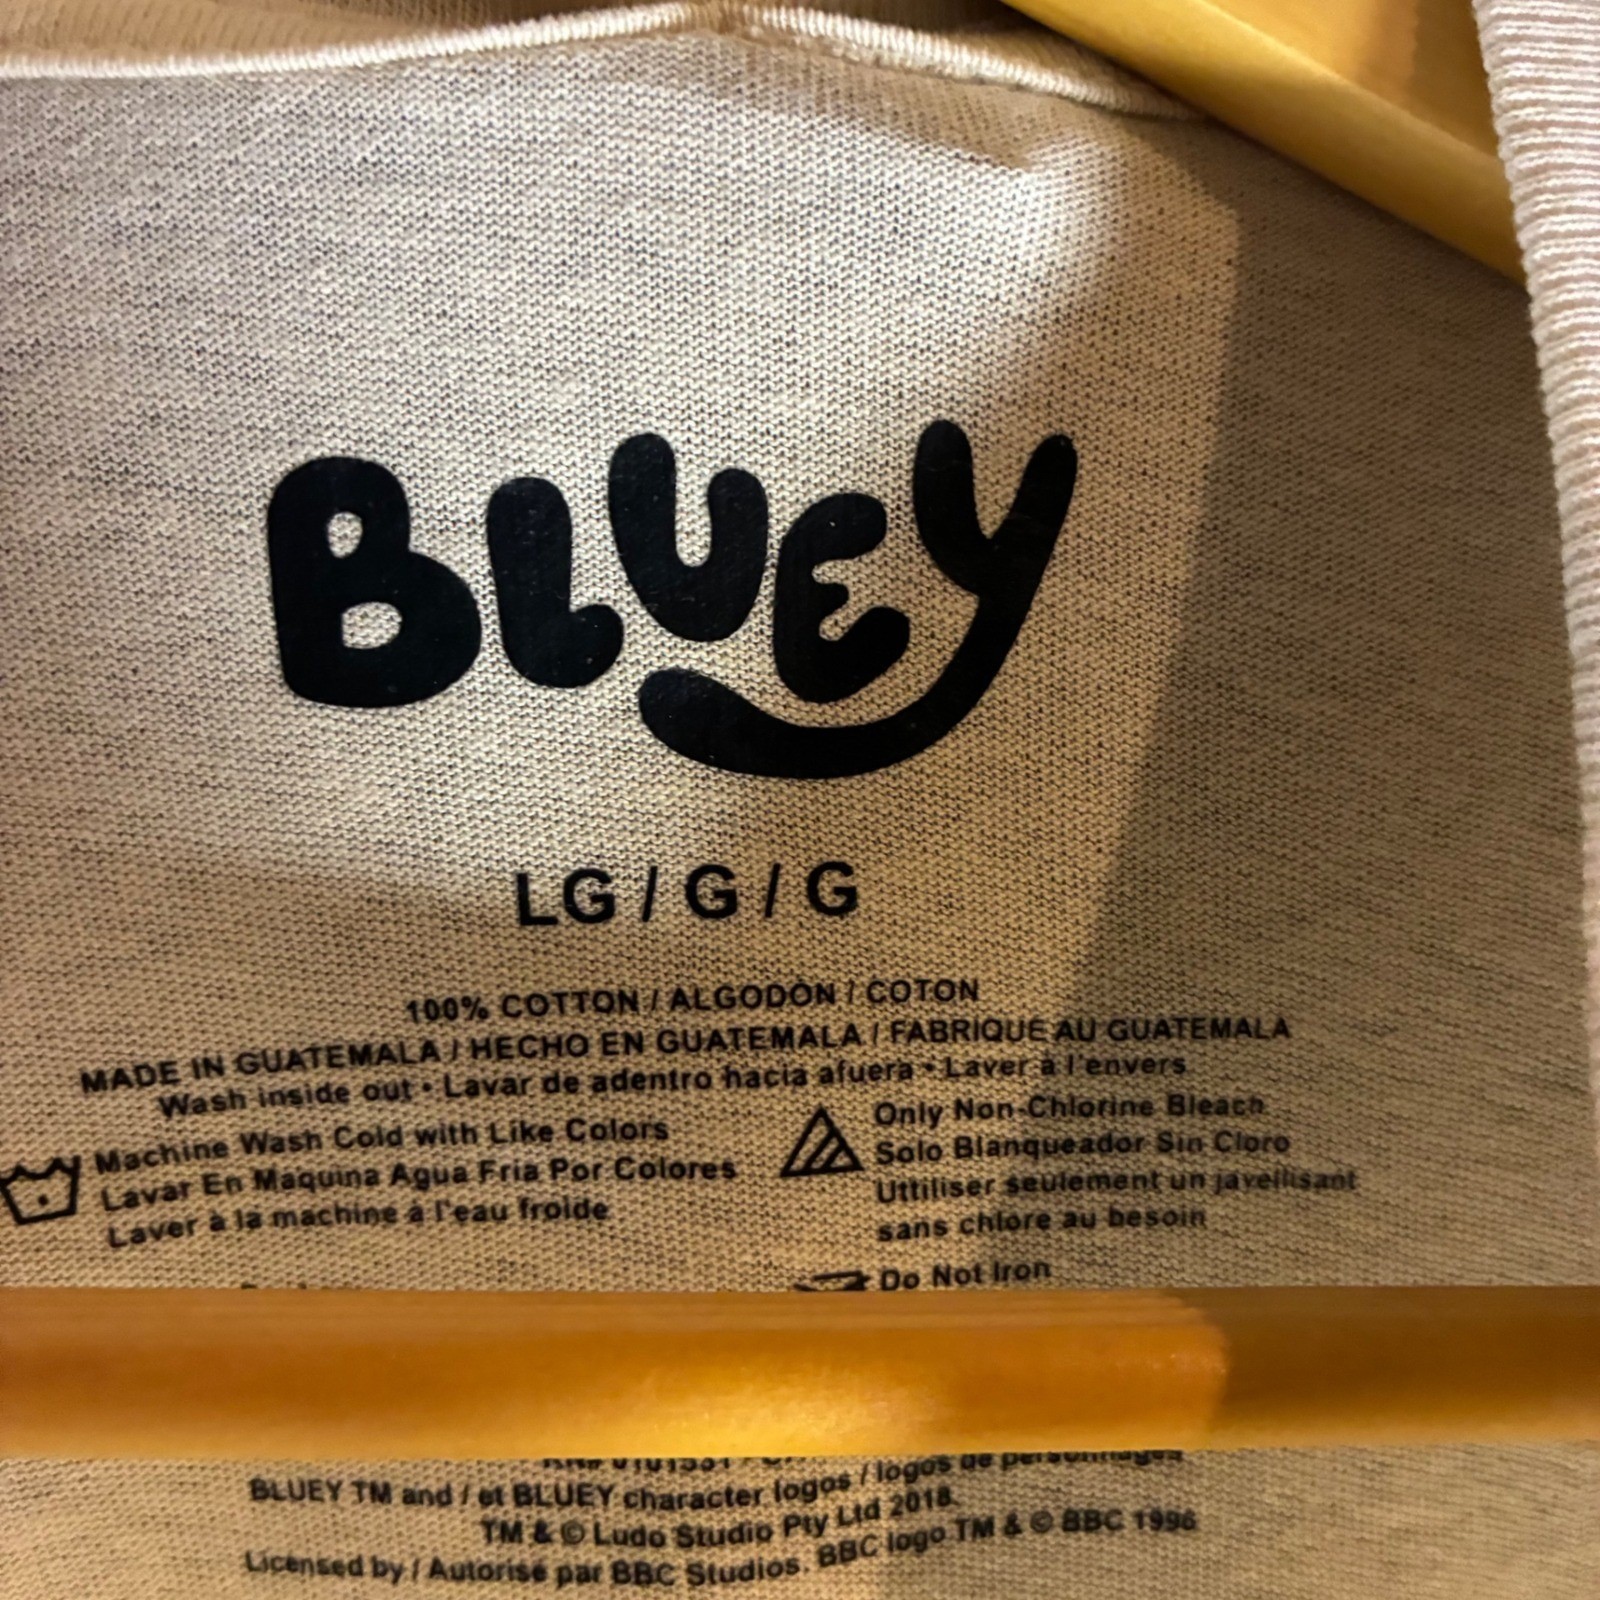 BLUEY
LG / G / G
100% COTTON / ALGODÒN / COTON
MADE IN GUATEMALA / HECHO EN GUATEMALA / FABRIQUE AU GUATEMALA
Wash inside out • Lavar de adentro hacia afuera • Laver à l'envers
Machine Wash Cold with Like Colors
Lavar En Maquina Agua Fria Por Colores
Laver à la machine à l'eau froide
Only Non-Chlorine Bleach
Solo Blanqueador Sin Cloro
Uttiliser seulement un javellisant
sans chlore au besoin
Do Not Iron
BLUEY TM and / et BLUEY character logos / logos de personnages
TM & © Ludo Studio Pty Ltd 2018.
Licensed by / Autorisé par BBC Studios. BBC logo TM & © BBC 1996